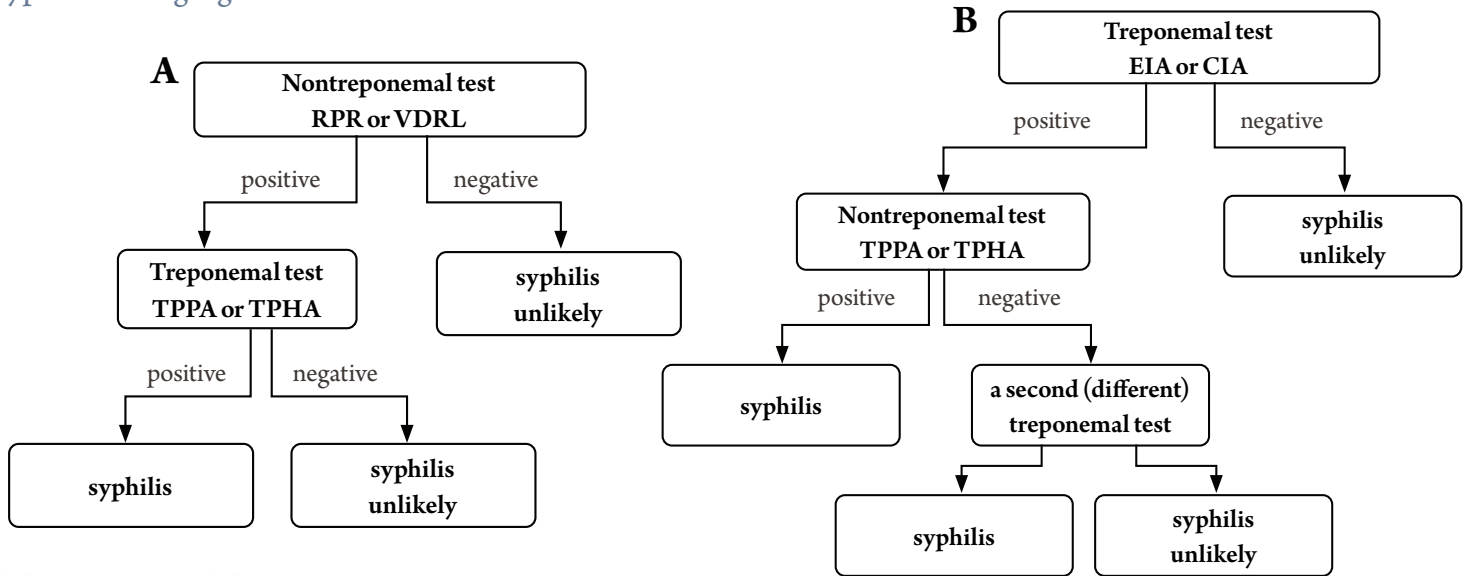 A
Nontreponemal test
RPR or VDRL
positive
negative
Treponemal test
TPPA or TPHA
syphilis
unlikely
positive
negative
syphilis
syphilis
unlikely
B
Treponemal test
EIA or CIA
positive
negative
Nontreponemal test
TPPA or TPHA
syphilis
unlikely
positive
negative
syphilis
a second (different)
treponemal test
syphilis
syphilis
unlikely